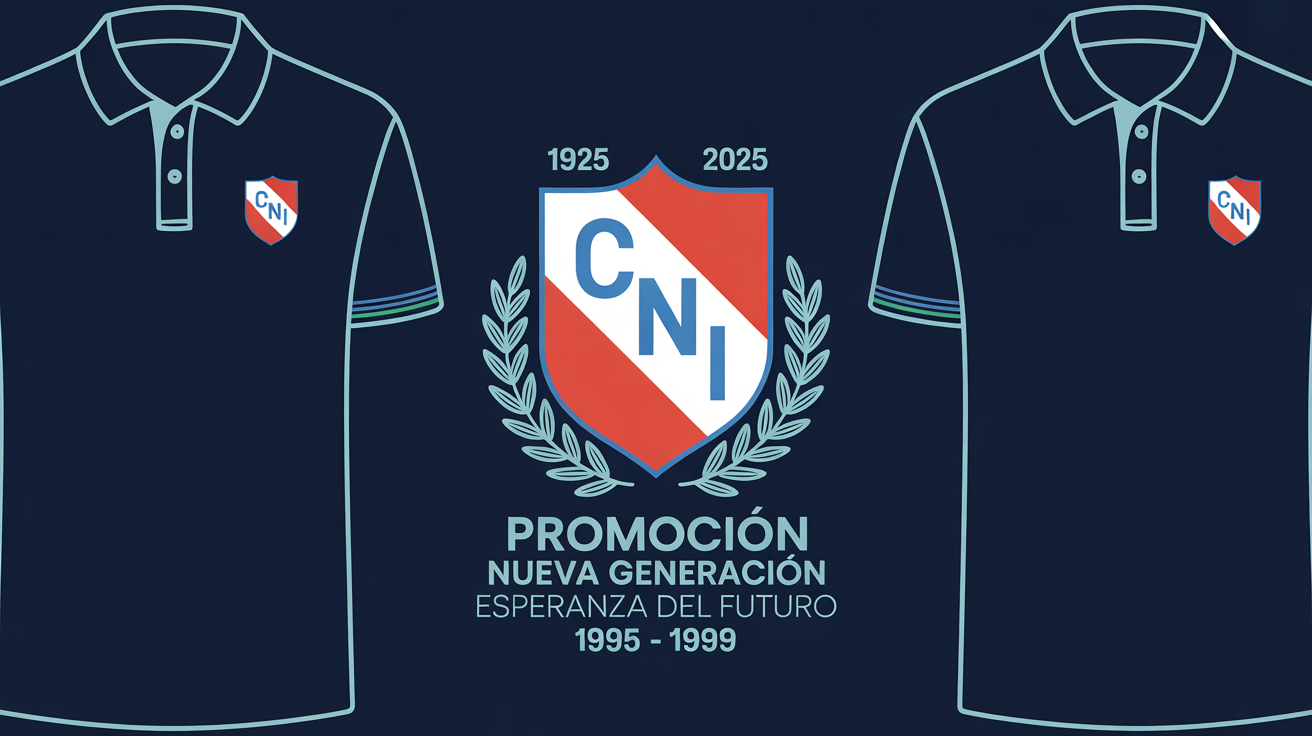 1925 2025
CNI
CNI
CNI
PROMOCIÓN
NUEVA GENERACIÓN
ESPERANZA DEL FUTURO
1995 - 1999